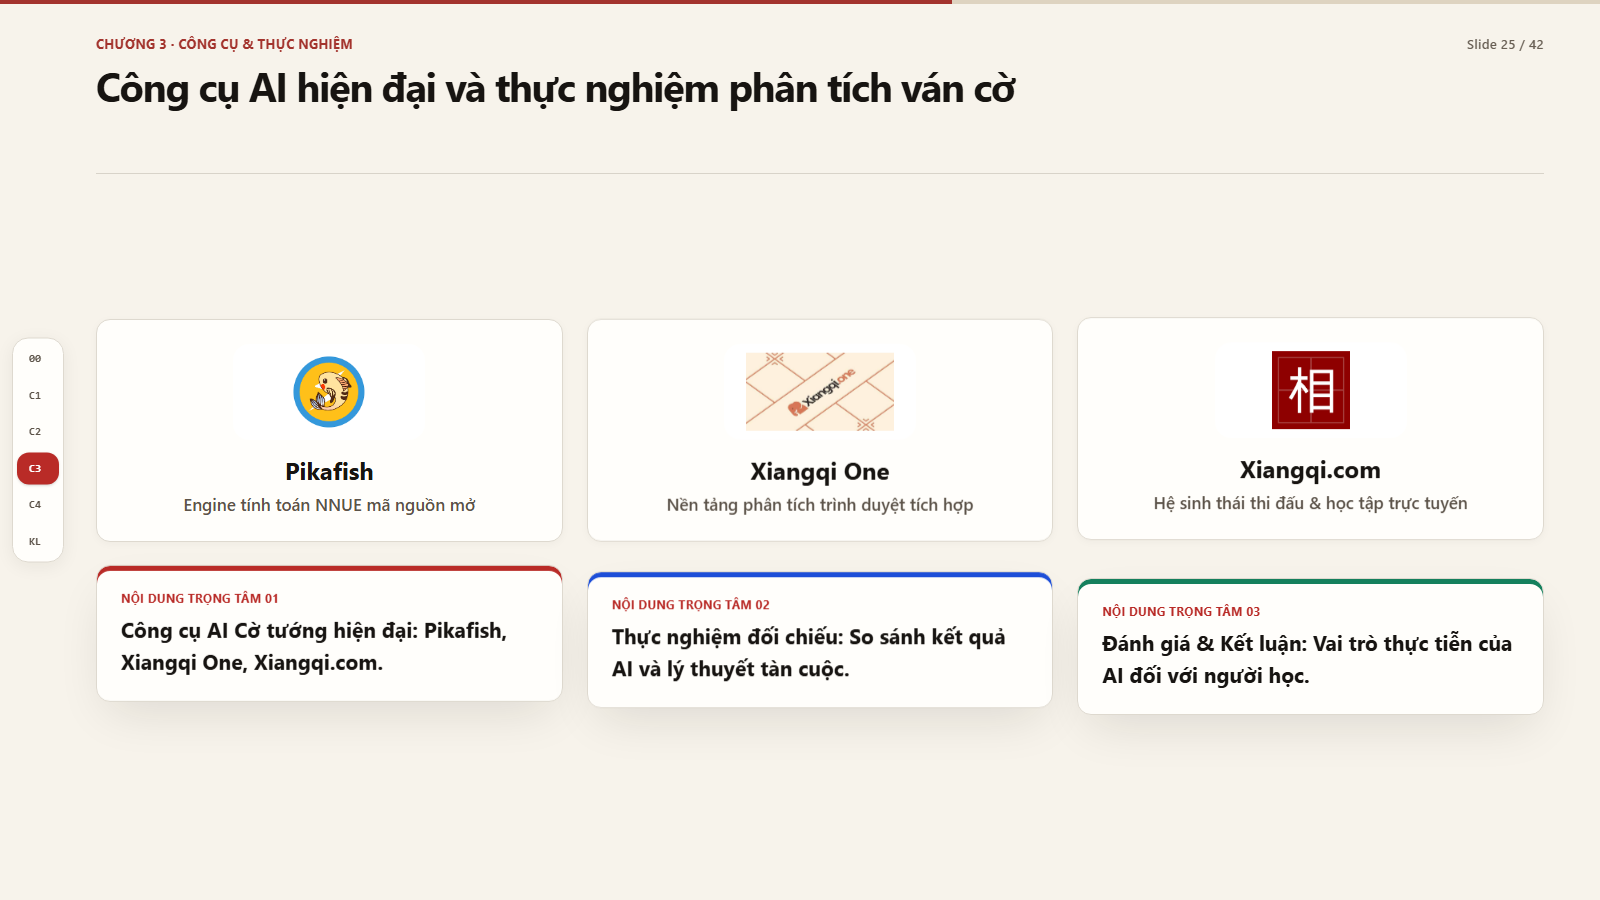 CHƯƠNG 3 · CÔNG CỤ & THỰC NGHIỆM
Slide 25 / 42
Công cụ AI hiện đại và thực nghiệm phân tích ván cờ
00
C1
C2
C3
C4
KL
Pikafish
Engine tính toán NNUE mã nguồn mở
Xiangqi one
Xiangqi One
Nền tảng phân tích trình duyệt tích hợp
相
Xiangqi.com
Hệ sinh thái thi đấu & học tập trực tuyến
NỘI DUNG TRỌNG TÂM 01
Công cụ AI Cờ tướng hiện đại: Pikafish,
Xiangqi One, Xiangqi.com.
NỘI DUNG TRỌNG TÂM 02
Thực nghiệm đối chiếu: So sánh kết quả
AI và lý thuyết tàn cuộc.
NỘI DUNG TRỌNG TÂM 03
Đánh giá & Kết luận: Vai trò thực tiễn của
AI đối với người học.